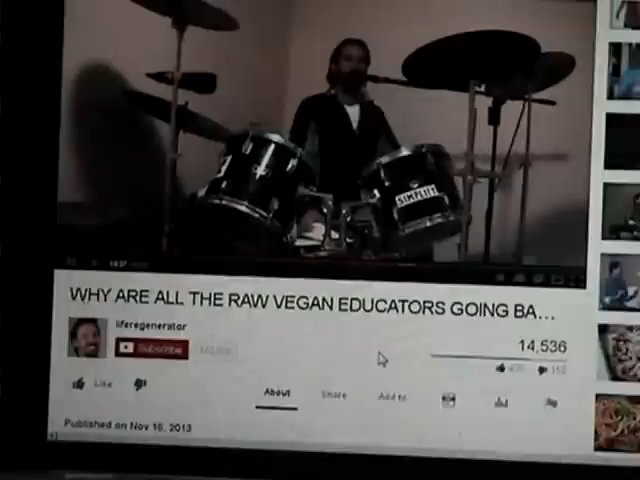 SIMPLIFY
WHY ARE ALL THE RAW VEGAN EDUCATORS GOING BA...
liferegenerator
Subscribe
14,536
Like
About Share Add to
Published on Nov 16, 2013